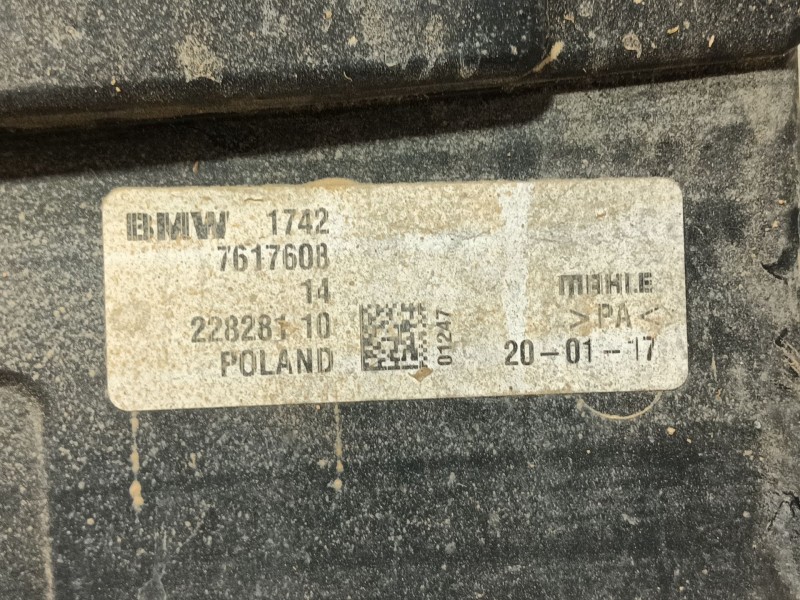 BMW 1742
7617608
14
228281 10
POLAND
01247
MAHLE
>PA<
20-01-17